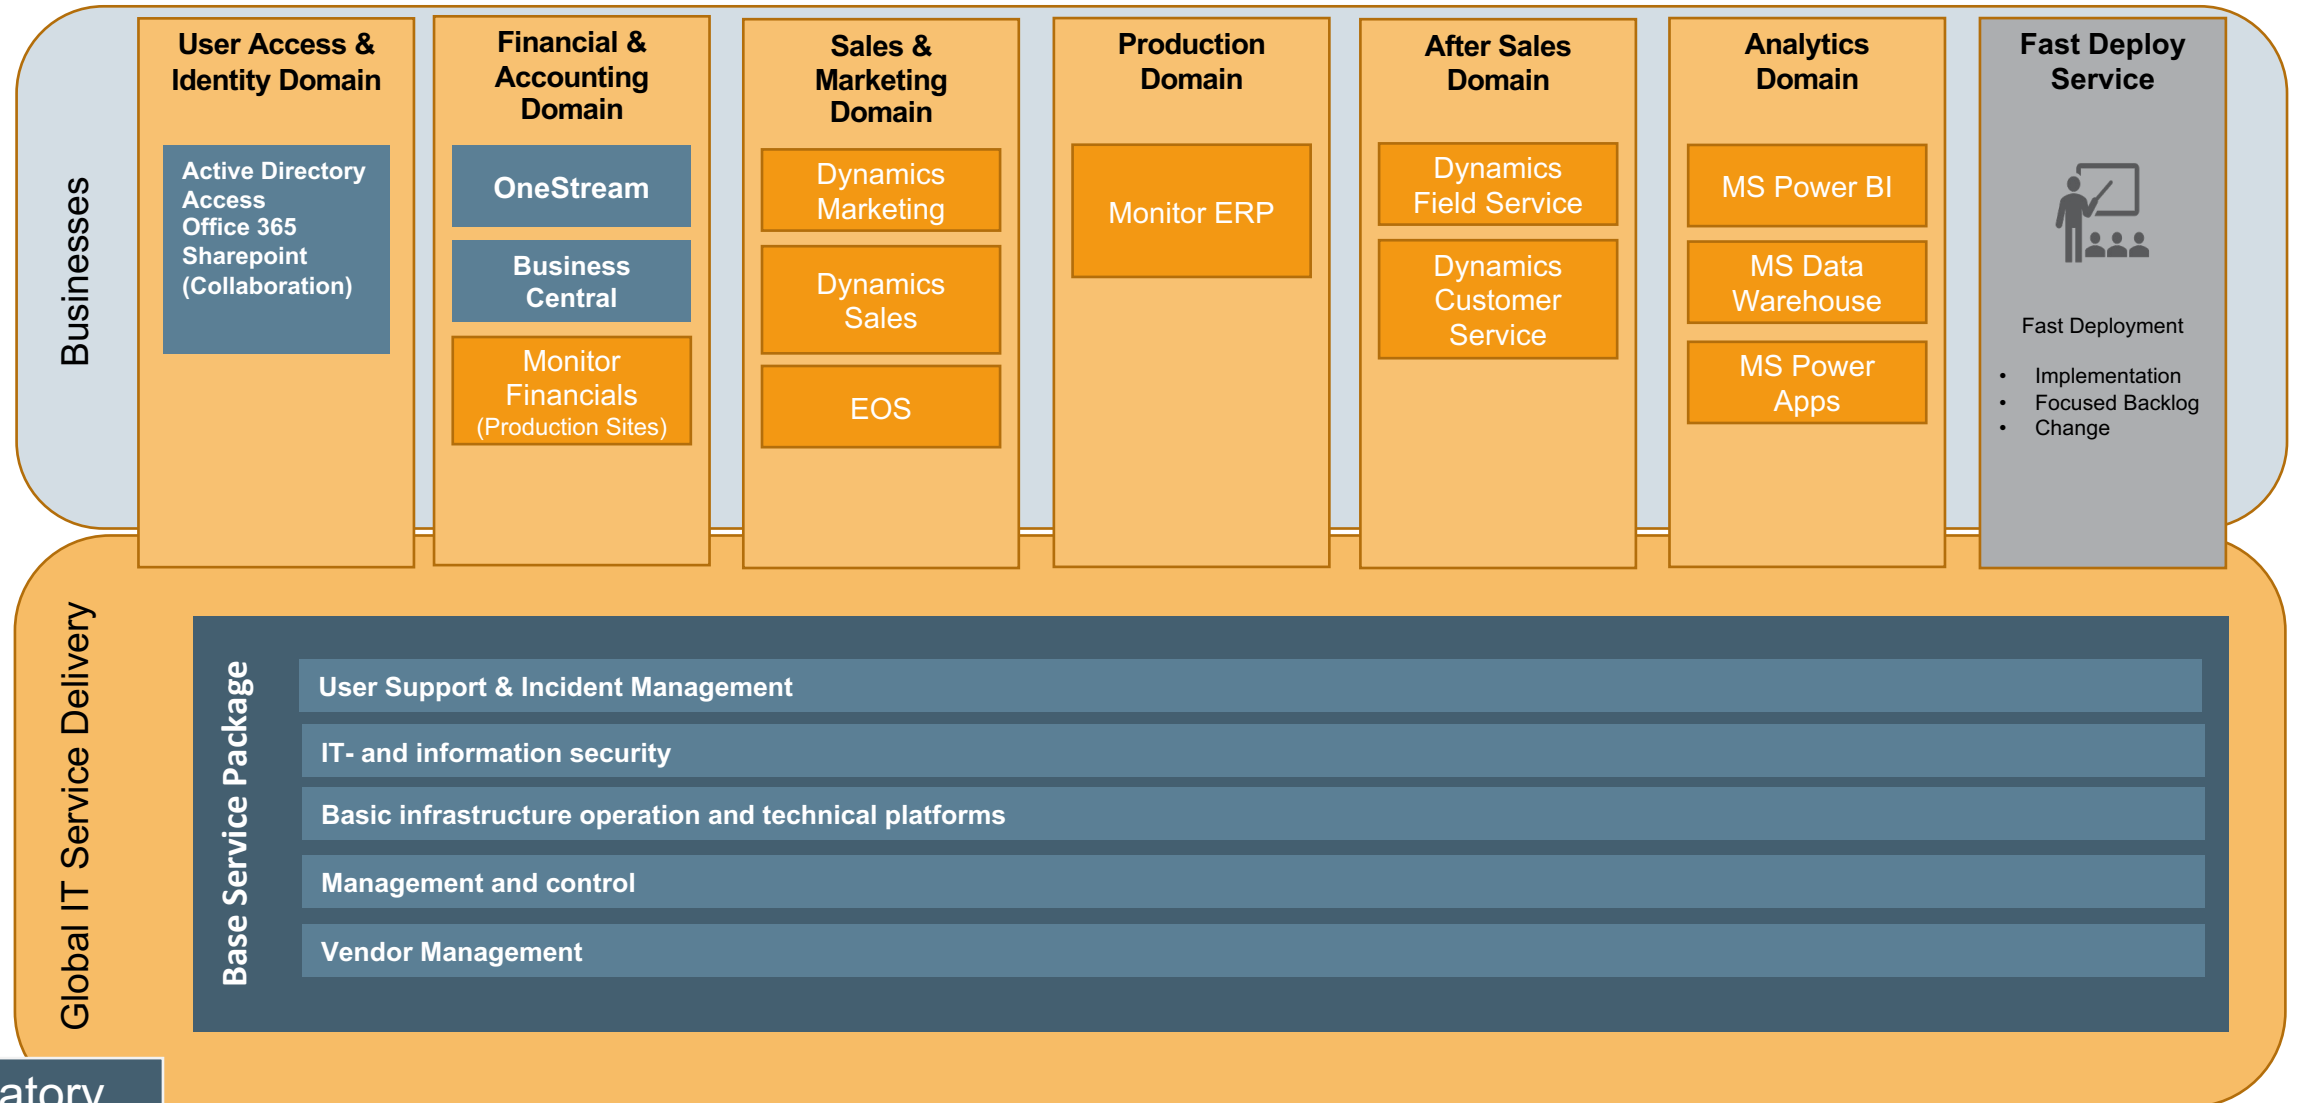 Businesses
User Access &
Identity Domain
Active Directory
Access
Office 365
Sharepoint
(Collaboration)
Financial &
Accounting
Domain
OneStream
Business
Central
Monitor
Financials
(Production Sites)
Sales &
Marketing
Domain
Dynamics
Marketing
Dynamics
Sales
EOS
Production
Domain
Monitor ERP
After Sales
Domain
Dynamics
Field Service
Dynamics
Customer
Service
Analytics
Domain
MS Power BI
MS Data
Warehouse
MS Power
Apps
Fast Deploy
Service
Fast Deployment
• Implementation
• Focused Backlog
• Change
Global IT Service Delivery
Base Service Package
User Support & Incident Management
IT- and information security
Basic infrastructure operation and technical platforms
Management and control
Vendor Management